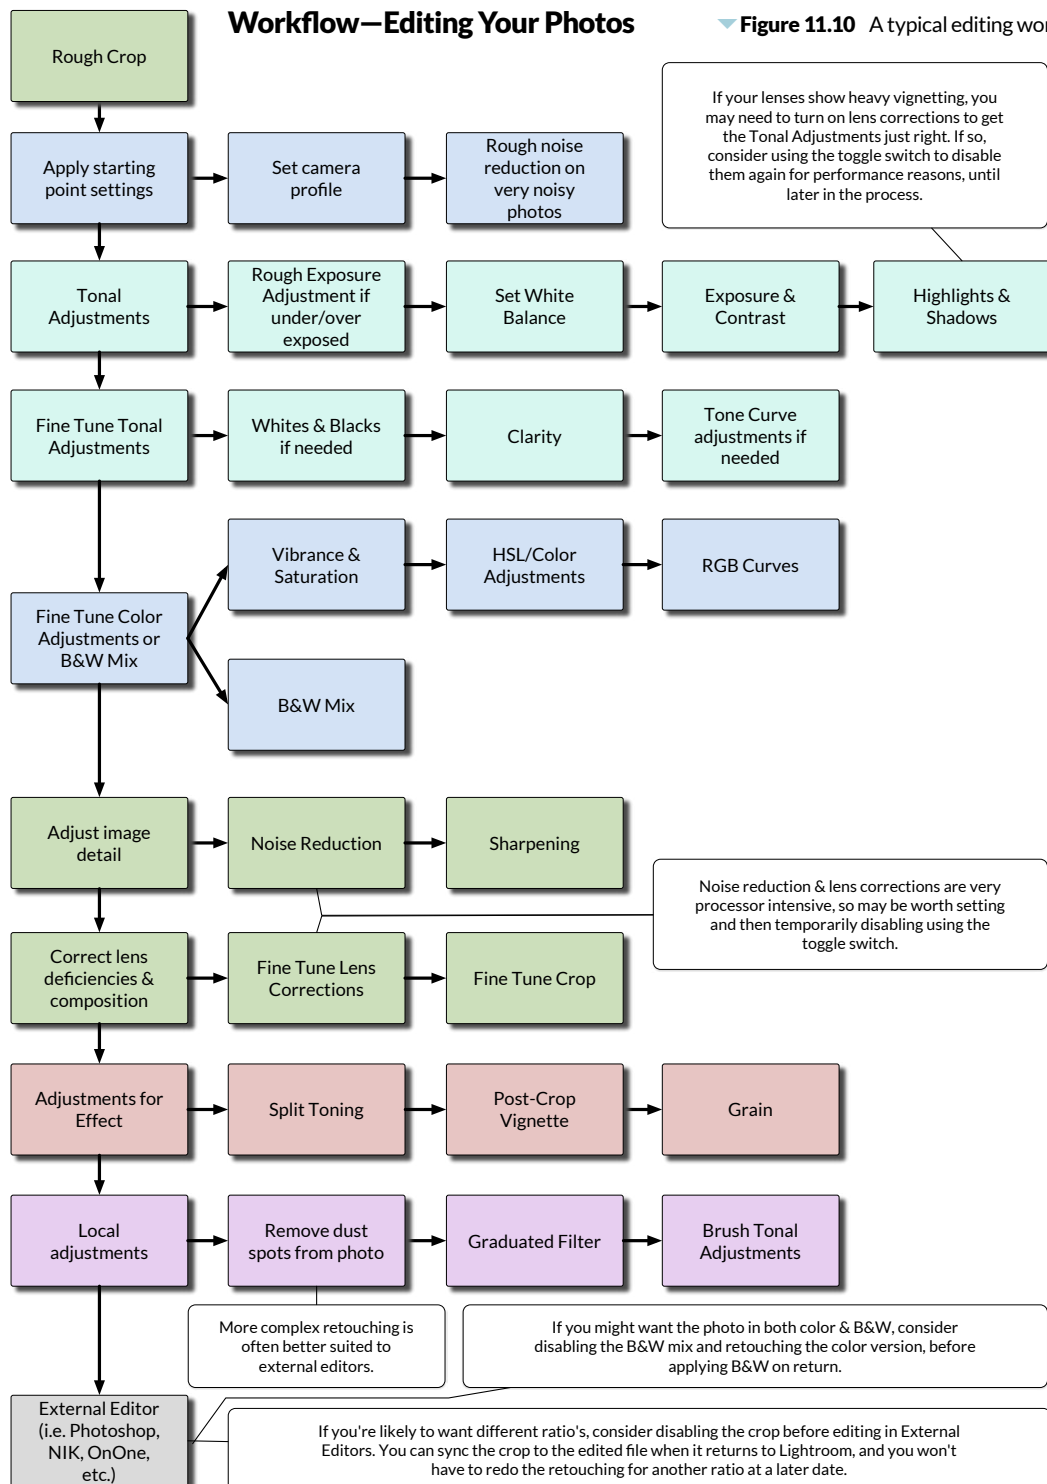 Workflow—Editing Your Photos
Figure 11.10 A typical editing
Rough Crop
If your lenses show heavy vignetting, you
may need to turn on lens corrections to get
the Tonal Adjustments just right. If so,
consider using the toggle switch to disable
them again for performance reasons, until
later in the process.
Apply starting
point settings
Set camera
profile
Rough noise
reduction on
very noisy
photos
Tonal
Adjustments
Rough Exposure
Adjustment if
under/over
exposed
Set White
Balance
Exposure &
Contrast
Highlights &
Shadows
Fine Tune Tonal
Adjustments
Whites & Blacks
if needed
Clarity
Tone Curve
adjustments if
needed
Vibrance &
Saturation
HSL/Color
Adjustments
RGB Curves
Fine Tune Color
Adjustments or
B&W Mix
B&W Mix
Adjust image
detail
Noise Reduction
Sharpening
Noise reduction & lens corrections are very
processor intensive, so may be worth setting
and then temporarily disabling using the
toggle switch.
Correct lens
deficiencies &
composition
Fine Tune Lens
Corrections
Fine Tune Crop
Adjustments for
Effect
Split Toning
Post-Crop
Vignette
Grain
Local
adjustments
Remove dust
spots from photo
Graduated Filter
Brush Tonal
Adjustments
More complex retouching is
often better suited to
external editors.
If you might want the photo in both color & B&W, consider
disabling the B&W mix and retouching the color version, before
applying B&W on return.
External Editor
(i.e. Photoshop,
NIK, OnOne,
etc.)
If you're likely to want different ratio's, consider disabling the crop before editing in External
Editors. You can sync the crop to the edited file when it returns to Lightroom, and you won't
have to redo the retouching for another ratio at a later date.